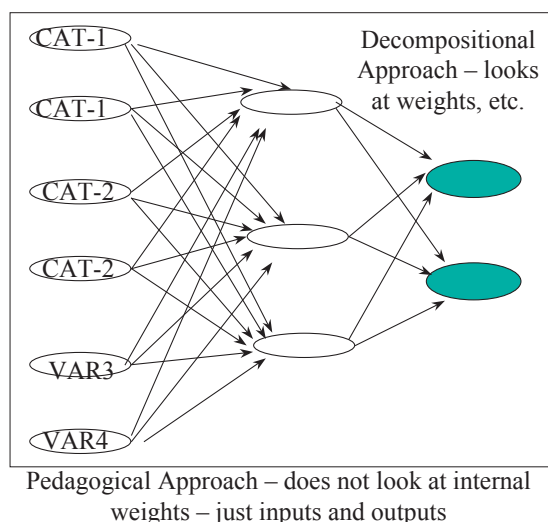 CAT-1
Decompositional
Approach – looks
at weights, etc.
CAT-1
CAT-2
CAT-2
VAR3
VAR4
Pedagogical Approach – does not look at internal
weights – just inputs and outputs